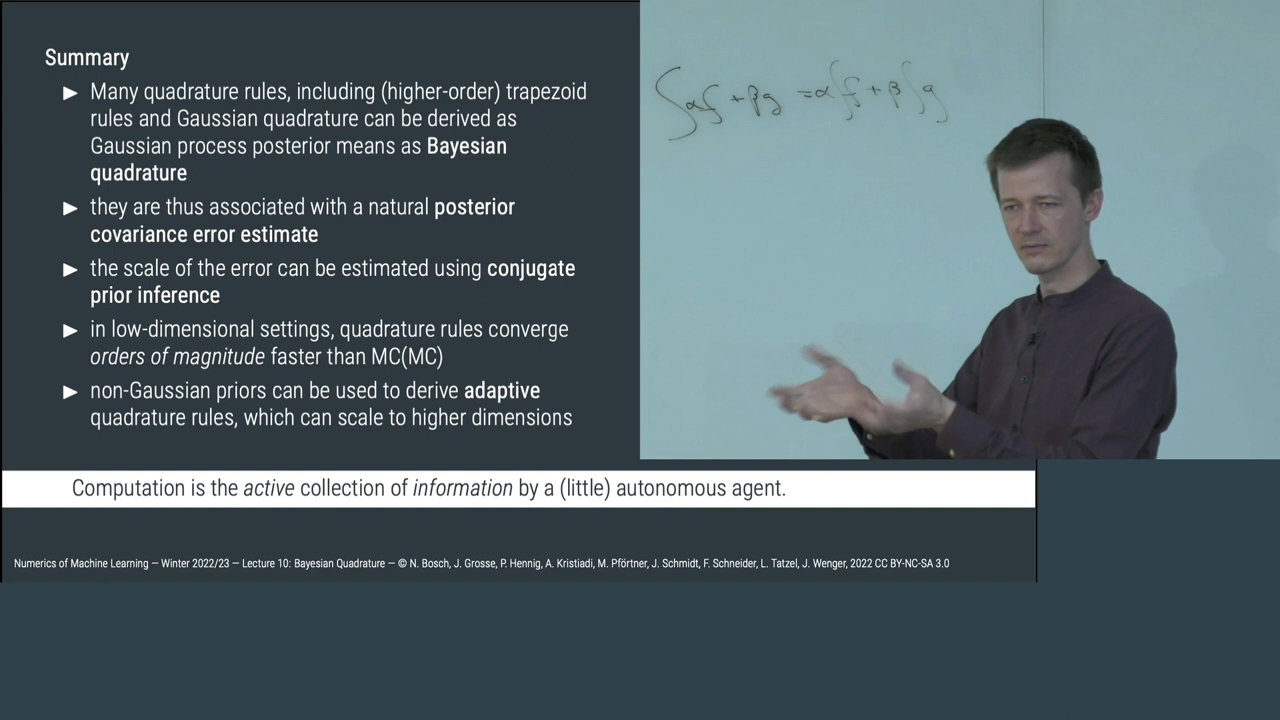 Summary
▶ Many quadrature rules, including (higher-order) trapezoid
rules and Gaussian quadrature can be derived as
Gaussian process posterior means as Bayesian
quadrature
▶ they are thus associated with a natural posterior
covariance error estimate
▶ the scale of the error can be estimated using conjugate
prior inference
▶ in low-dimensional settings, quadrature rules converge
orders of magnitude faster than MC(MC)
▶ non-Gaussian priors can be used to derive adaptive
quadrature rules, which can scale to higher dimensions
Computation is the active collection of information by a (little) autonomous agent.
Numerics of Machine Learning — Winter 2022/23 — Lecture 10: Bayesian Quadrature — © N. Bosch, J. Grosse, P. Hennig, A. Kristiadi, M. Pförtner, J. Schmidt, F. Schneider, L. Tatzel, J. Wenger, 2022 CC BY-NC-SA 3.0
∫αf + βg = α∫f + β∫g